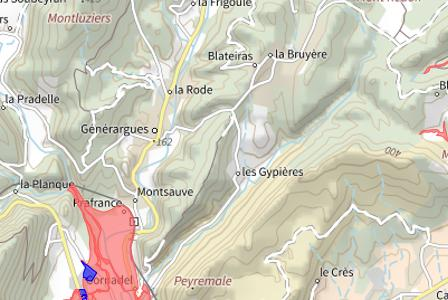 la Frigoule
Montluziers
Blateiras
la Bruyère
la Rode
la Pradelle
Générargues
162
400
les Gypières
la Planque
Montsauve
Prafrance
Cornadel
Peyremale
le Crès